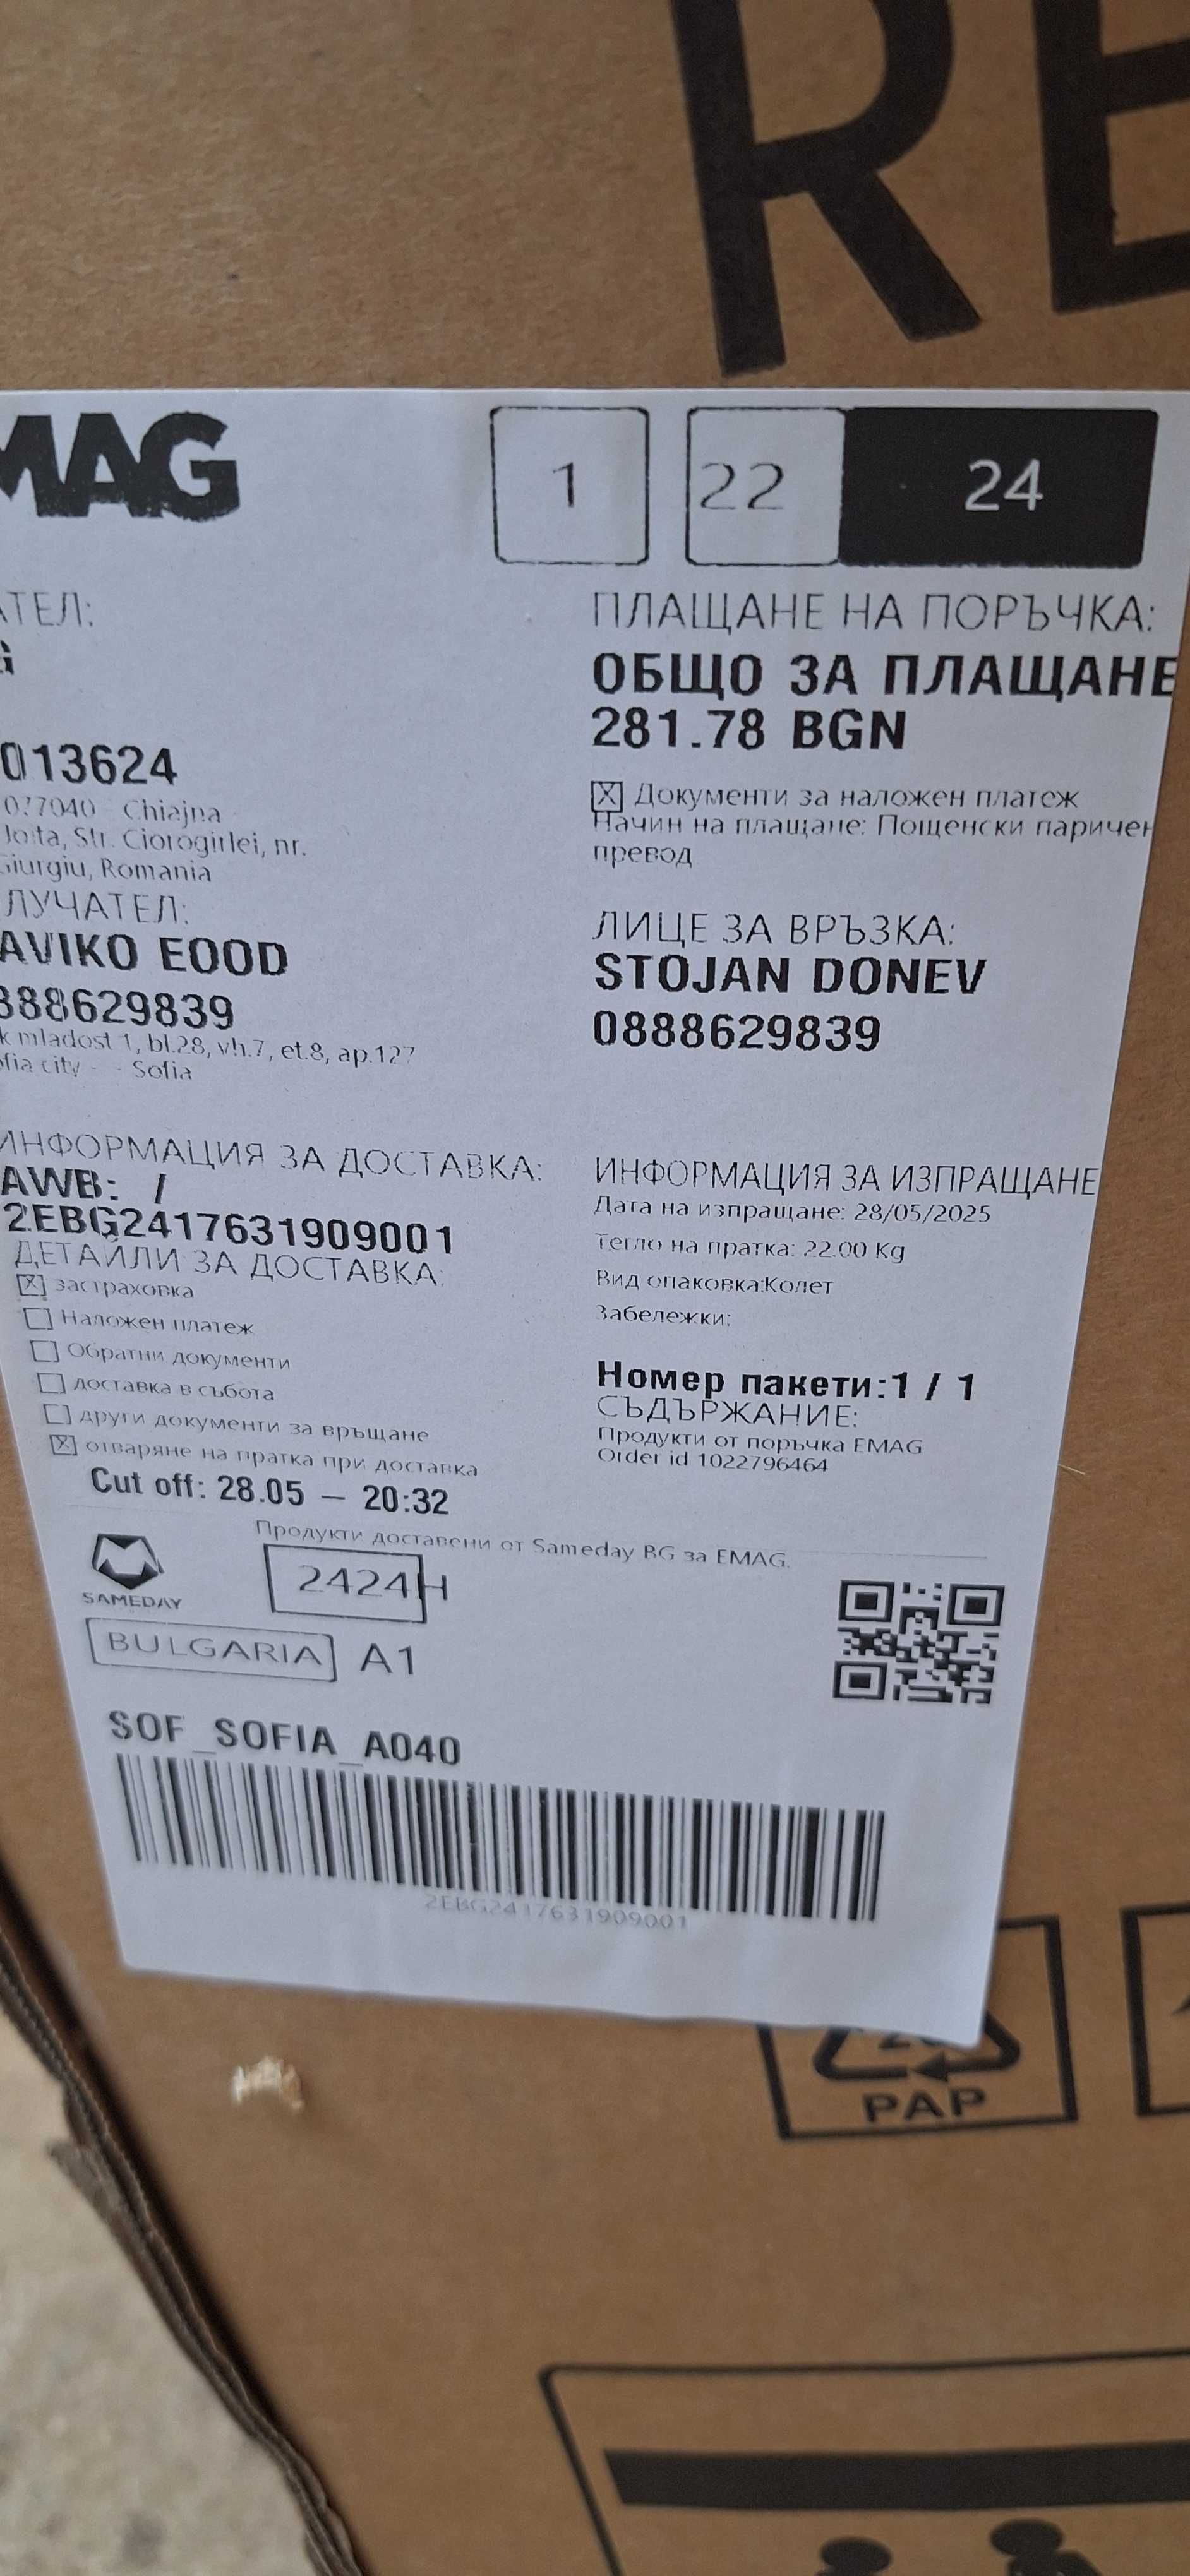 RE
MAG
1 22 24
АТЕЛ:
G
013624
077040 - Chiajna
Joita, Str. Ciorogirlei, nr.
Giurgiu, Romania
ПЛАЩАНЕ НА ПОРЪЧКА:
ОБЩО ЗА ПЛАЩАНЕ
281.78 BGN
X Документи за наложен платеж
Начин на плащане: Пощенски паричен
превод
ЛУЧАТЕЛ:
AVIKO EOOD
888629839
k mladost 1, bl.28, vh.7, et.8, ap.127
ofia city - - Sofia
ЛИЦЕ ЗА ВРЪЗКА:
STOJAN DONEV
0888629839
ИНФОРМАЦИЯ ЗА ДОСТАВКА:
AWB: /
2EBG2417631909001
ДЕТАЙЛИ ЗА ДОСТАВКА:
X застраховка
Наложен платеж
Обратни документи
доставка в събота
други документи за връщане
X отваряне на пратка при доставка
Cut off: 28.05 – 20:32
ИНФОРМАЦИЯ ЗА ИЗПРАЩАНЕ
Дата на изпращане: 28/05/2025
Тегло на пратка: 22.00 Kg
Вид опаковка:Колет
Забележки:
Номер пакети:1 / 1
СЪДЪРЖАНИЕ:
Продукти от поръчка EMAG
Order id 1022796464
Продукти доставени от Sameday BG за EMAG.
SAMEDAY
2424H
BULGARIA A1
SOF_SOFIA_A040
2EBG2417631909001
PAP